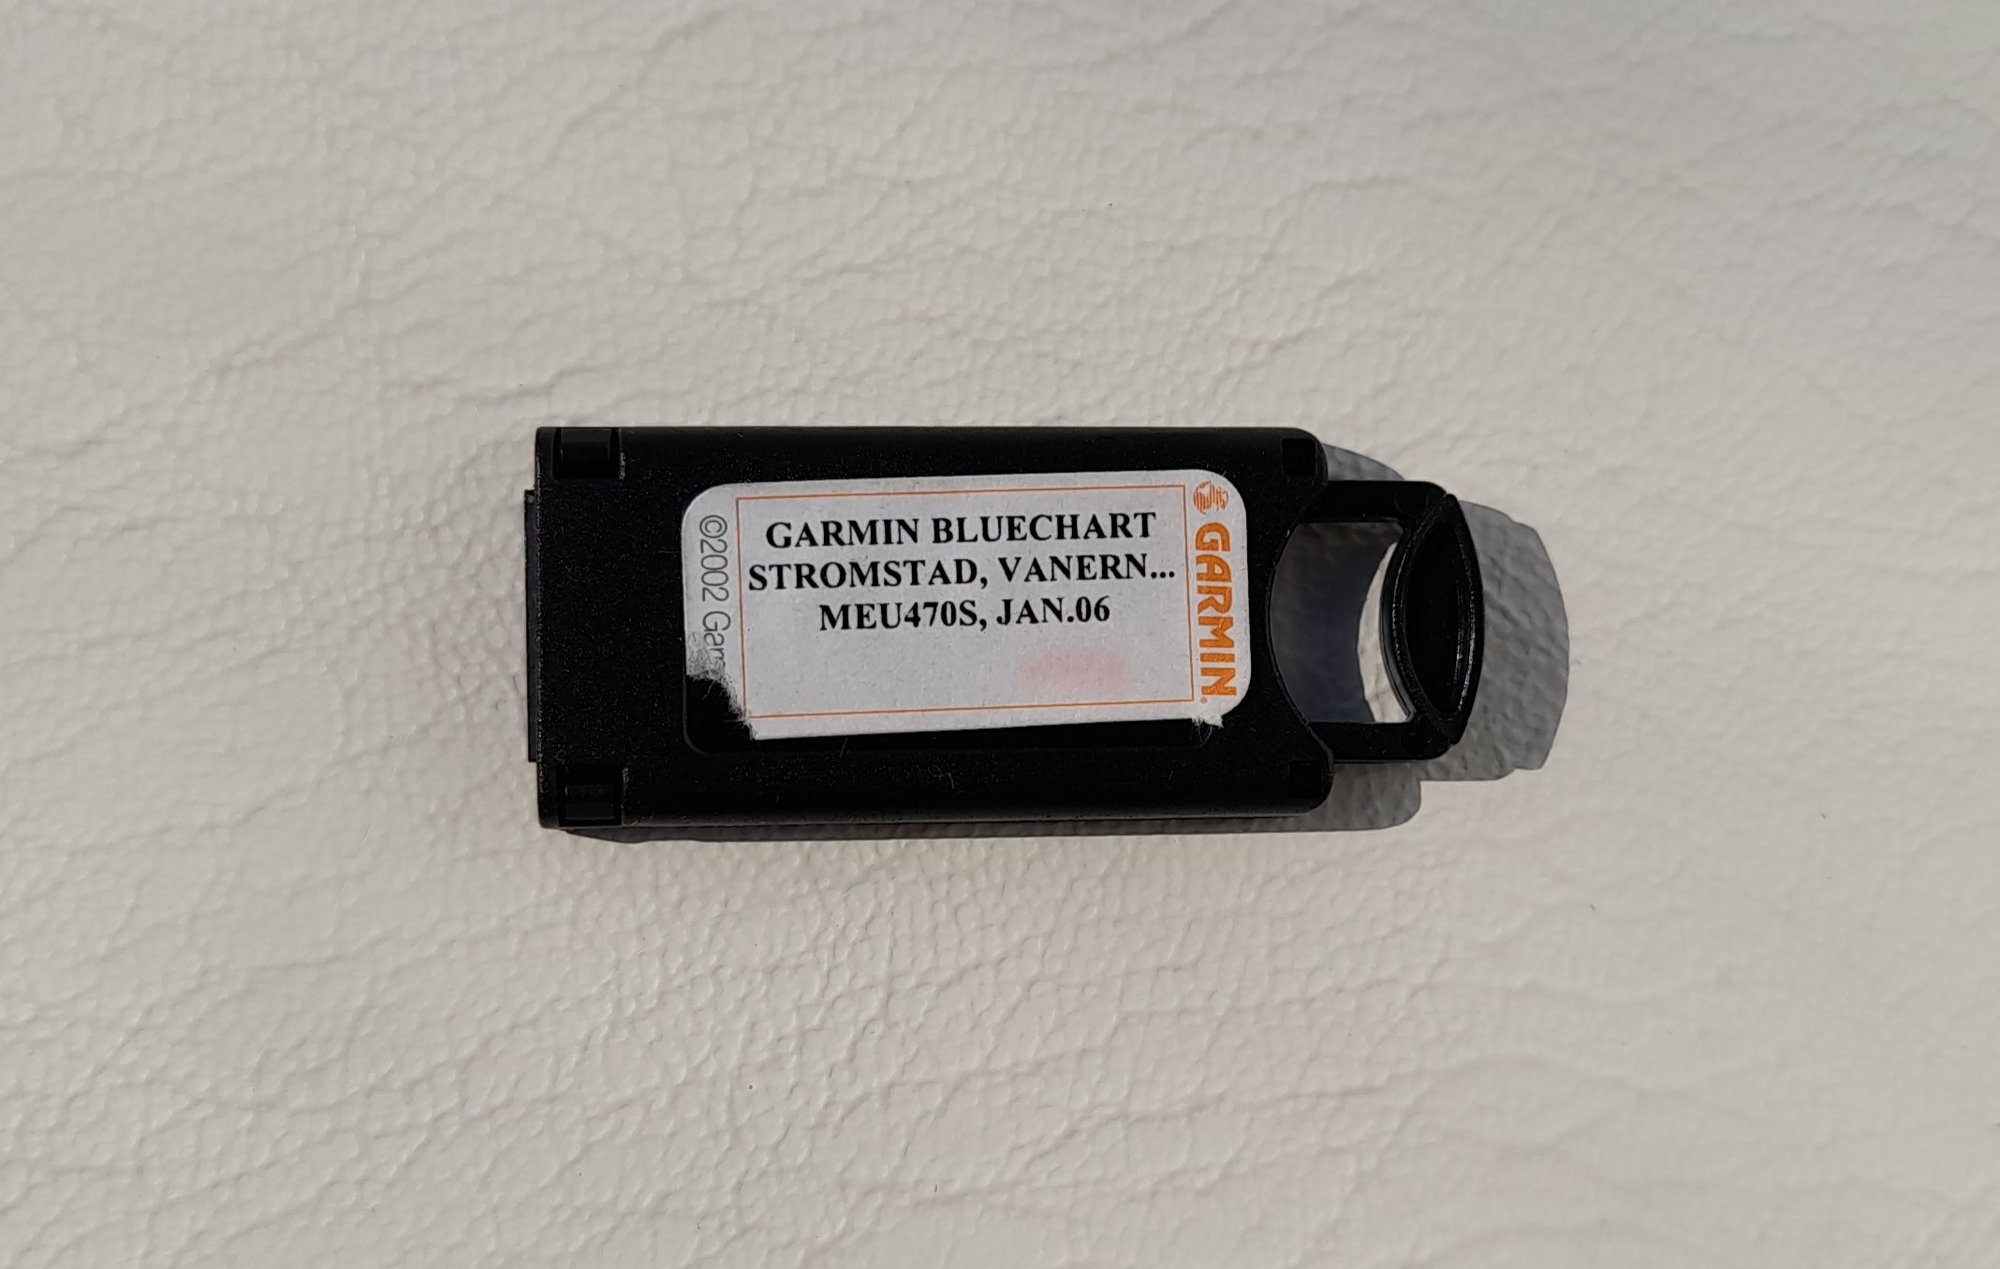 GARMIN BLUECHART
STROMSTAD, VANERN...
MEU470S, JAN.06
GARMIN
©2002